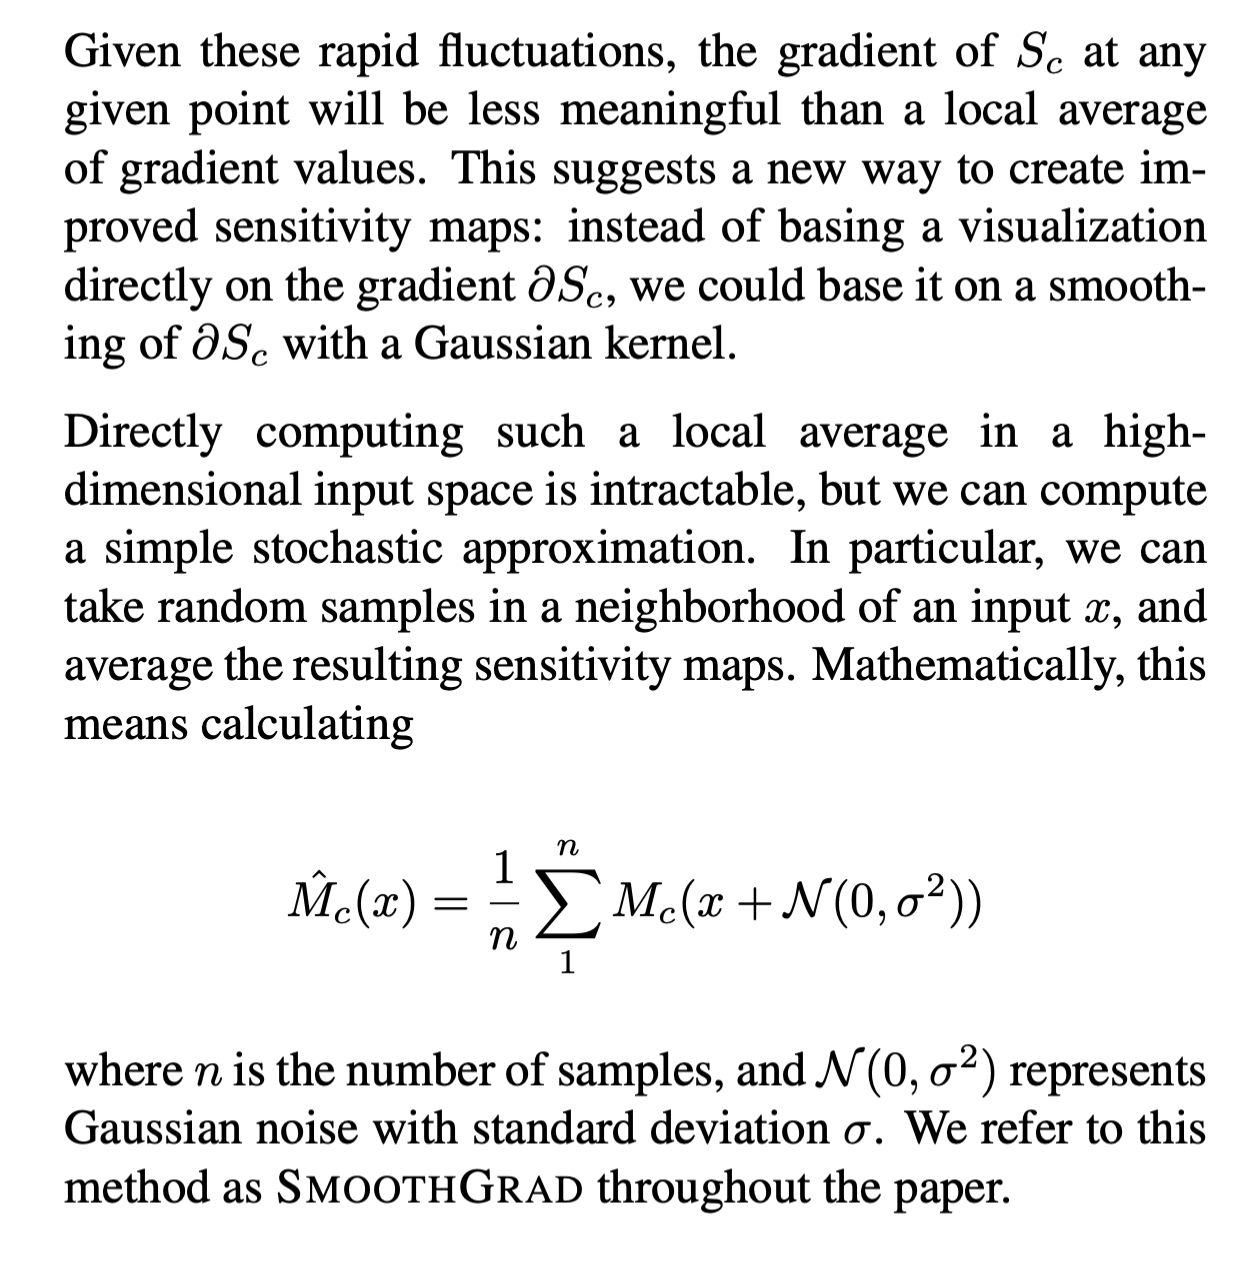 Given these rapid fluctuations, the gradient of $S_c$ at any
given point will be less meaningful than a local average
of gradient values. This suggests a new way to create im-
proved sensitivity maps: instead of basing a visualization
directly on the gradient $\partial S_c$, we could base it on a smooth-
ing of $\partial S_c$ with a Gaussian kernel.
Directly computing such a local average in a high-
dimensional input space is intractable, but we can compute
a simple stochastic approximation. In particular, we can
take random samples in a neighborhood of an input $x$, and
average the resulting sensitivity maps. Mathematically, this
means calculating
$\hat{M}_c(x) = \frac{1}{n} \sum_{1}^{n} M_c(x + \mathcal{N}(0, \sigma^2))$
where $n$ is the number of samples, and $\mathcal{N}(0, \sigma^2)$ represents
Gaussian noise with standard deviation $\sigma$. We refer to this
method as SMOOTHGRAD throughout the paper.